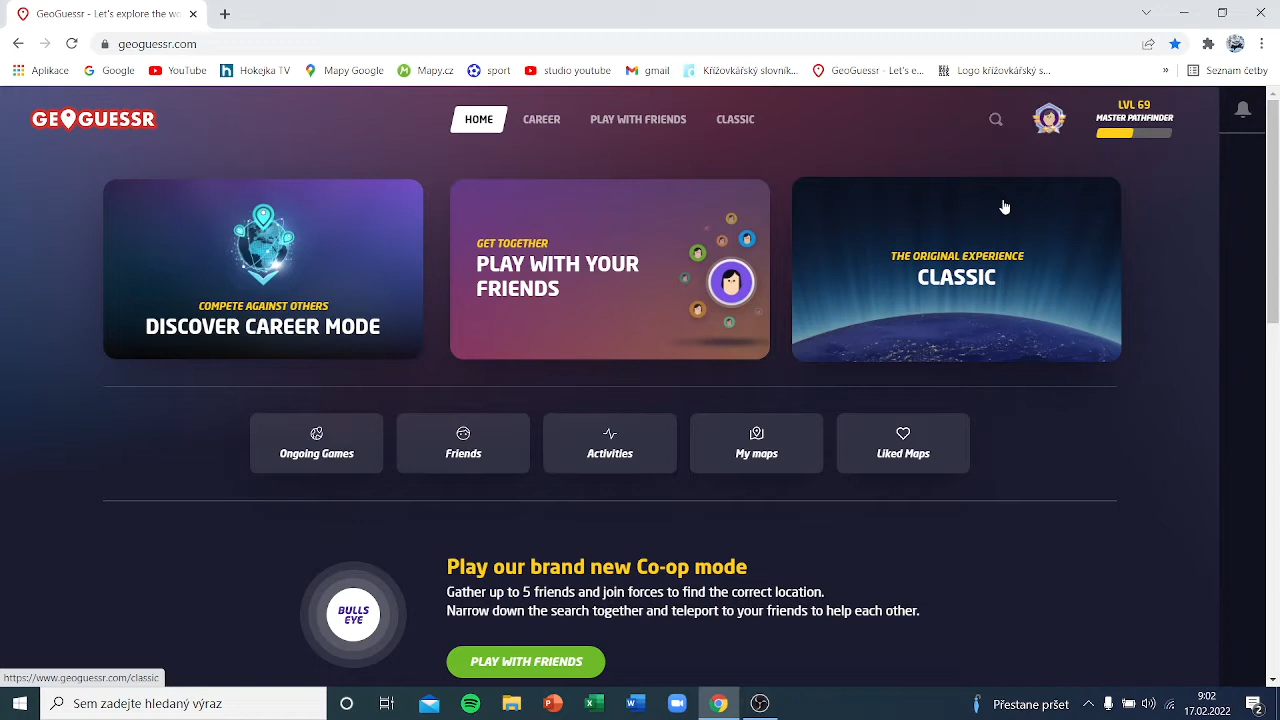 GeoGuessr - Let's explore the wo
geoguessr.com
Aplikace
Google
YouTube
Hokejka TV
Mapy Google
Mapy.cz
sport
studio youtube
gmail
Křížovkářský slovník...
GeoGuessr - Let's e...
Logo křížovkářský s...
»
Seznam četby
GEOGUESSR
HOME
CAREER
PLAY WITH FRIENDS
CLASSIC
LVL 69
MASTER PATHFINDER
COMPETE AGAINST OTHERS
DISCOVER CAREER MODE
GET TOGETHER
PLAY WITH YOUR
FRIENDS
THE ORIGINAL EXPERIENCE
CLASSIC
Ongoing Games
Friends
Activities
My maps
Liked Maps
BULLS
EYE
Play our brand new Co-op mode
Gather up to 5 friends and join forces to find the correct location.
Narrow down the search together and teleport to your friends to help each other.
PLAY WITH FRIENDS
https://www.geoguessr.com/classic
Sem zadejte hledaný výraz
Přestane pršet
9:02
17.02.2022
2